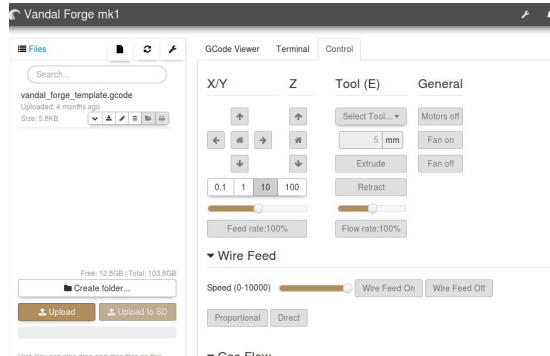 Vandal Forge mk1
Files
Search...
vandal_forge_template.gcode
Uploaded: 4 months ago
Size: 5.8KB
Free: 12.8GB / Total: 103.8GB
Create folder...
Upload
Upload to SD
GCode Viewer
Terminal
Control
X/Y
Z
Tool (E)
General
Select Tool...
Motors off
5 mm
Fan on
Extrude
Fan off
0.1 1 10 100
Retract
Feed rate:100%
Flow rate:100%
Wire Feed
Speed (0-10000)
Wire Feed On
Wire Feed Off
Proportional
Direct